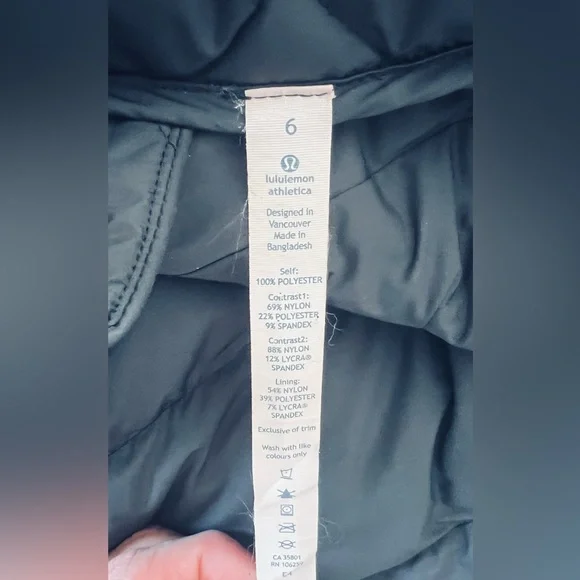 6
lululemon
athletica
Designed in
Vancouver
Made in
Bangladesh
Self:
100% POLYESTER
Contrast1:
69% NYLON
22% POLYESTER
9% SPANDEX
Contrast2:
88% NYLON
12% LYCRA®
SPANDEX
Lining:
54% NYLON
39% POLYESTER
7% LYCRA®
SPANDEX
Exclusive of trim
Wash with like
colours only
CA 35801
RN 106259